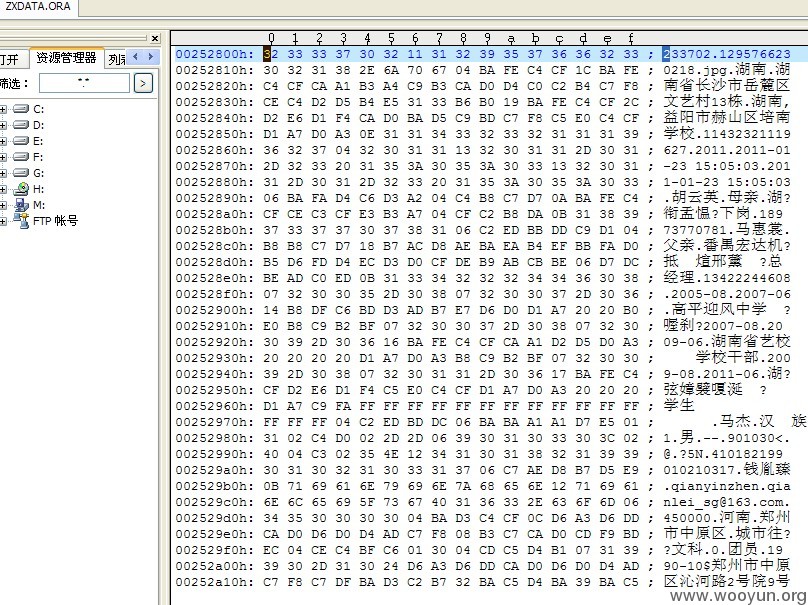 ZXDATA.ORA
打开 资源管理器 列表
筛选： *.*
C:
D:
E:
F:
G:
H:
M:
FTP 帐号
0 1 2 3 4 5 6 7 8 9 a b c d e f
00252800h: 32 33 33 37 30 32 11 31 32 39 35 37 36 36 32 33 ; 233702.129576623
00252810h: 30 32 31 38 2E 6A 70 67 04 BA FE C4 CF 1C BA FE ; 0218.jpg.湖南.湖
00252820h: C4 CF CA A1 B3 A4 C9 B3 CA D0 D4 C0 C2 B4 C7 F8 ; 南省长沙市岳麓区
00252830h: CE C4 D2 D5 B4 E5 31 33 B6 B0 19 BA FE C4 CF 2C ; 文艺村13栋.湖南,
00252840h: D2 E6 D1 F4 CA D0 BA D5 C9 BD C7 F8 C5 E0 C4 CF ; 益阳市赫山区培南
00252850h: D1 A7 D0 A3 0E 31 31 34 33 32 33 32 31 31 31 39 ; 学校.11432321119
00252860h: 36 32 37 04 32 30 31 31 13 32 30 31 31 2D 30 31 ; 627.2011.2011-01
00252870h: 2D 32 33 20 31 35 3A 30 35 3A 30 33 13 32 30 31 ; -23 15:05:03.201
00252880h: 31 2D 30 31 2D 32 33 20 31 35 3A 30 35 3A 30 33 ; 1-01-23 15:05:03
00252890h: 06 BA FA D4 C6 D3 A2 04 C4 B8 C7 D7 0A BA FE C4 ; .胡云英.母亲.湖?
002528a0h: CF CE C3 CF E3 B3 A7 04 CF C2 B8 DA 0B 31 38 39 ; 衔孟愠?下岗.189
002528b0h: 37 33 37 37 30 37 38 31 06 C2 ED BB DD C9 D1 04 ; 73770781.马惠裳.
002528c0h: B8 B8 C7 D7 18 B7 AC D8 AE BA EA B4 EF BB FA D0 ; 父亲.番禺宏达机?
002528d0h: B5 D6 FD D4 EC D3 D0 CF DE B9 AB CB BE 06 D7 DC ; 抵 煊邢薰 ?总
002528e0h: BE AD C0 ED 0B 31 33 34 32 32 32 34 34 36 30 38 ; 经理.13422244608
002528f0h: 07 32 30 30 35 2D 30 38 07 32 30 30 37 2D 30 36 ; .2005-08.2007-06
00252900h: 14 B8 DF C6 BD D3 AD B7 E7 D6 D0 D1 A7 20 20 B0 ; .高平迎风中学  ?
00252910h: E0 B8 C9 B2 BF 07 32 30 30 37 2D 30 38 07 32 30 ; 喔刹?2007-08.20
00252920h: 30 39 2D 30 36 16 BA FE C4 CF CA A1 D2 D5 D0 A3 ; 09-06.湖南省艺校
00252930h: 20 20 20 20 D1 A7 D0 A3 B8 C9 B2 BF 07 32 30 30 ;     学校干部.200
00252940h: 39 2D 30 38 07 32 30 31 31 2D 30 36 17 BA FE C4 ; 9-08.2011-06.湖?
00252950h: CF D2 E6 D1 F4 C5 E0 C4 CF D1 A7 D0 A3 20 20 20 ; 弦嫜襞嘎涎 ?
00252960h: D1 A7 C9 FA FF FF FF FF FF FF FF FF FF FF FF FF ; 学生
00252970h: FF FF FF 04 C2 ED BD DC 06 BA BA A1 A1 D7 E5 01 ; .马杰.汉 族
00252980h: 31 02 C4 D0 02 2D 2D 06 39 30 31 30 33 30 3C 02 ; 1.男.--.901030<.
00252990h: 40 04 C3 02 35 4E 12 34 31 30 31 38 32 31 39 39 ; @.?5N.410182199
002529a0h: 30 31 30 32 31 30 33 31 37 06 C7 AE D8 B7 D5 E9 ; 010210317.钱胤臻
002529b0h: 0B 71 69 61 6E 79 69 6E 7A 68 65 6E 12 71 69 61 ; .qianyinzhen.qia
002529c0h: 6E 6C 65 69 5F 73 67 40 31 36 33 2E 63 6F 6D 06 ; nlei_sg@163.com.
002529d0h: 34 35 30 30 30 30 04 BA D3 C4 CF 0C D6 A3 D6 DD ; 450000.河南.郑州
002529e0h: CA D0 D6 D0 D4 AD C7 F8 08 B3 C7 CA D0 CD F9 BD ; 市中原区.城市往?
002529f0h: EC 04 CE C4 BF C6 01 30 04 CD C5 D4 B1 07 31 39 ; ?文科.0.团员.19
00252a00h: 39 30 2D 31 30 24 D6 A3 D6 DD CA D0 D6 D0 D4 AD ; 90-10$郑州市中原
00252a10h: C7 F8 C7 DF BA D3 C2 B7 32 BA C5 D4 BA 39 BA C5 ; 区沁河路2号院9号
www.wooyun.org